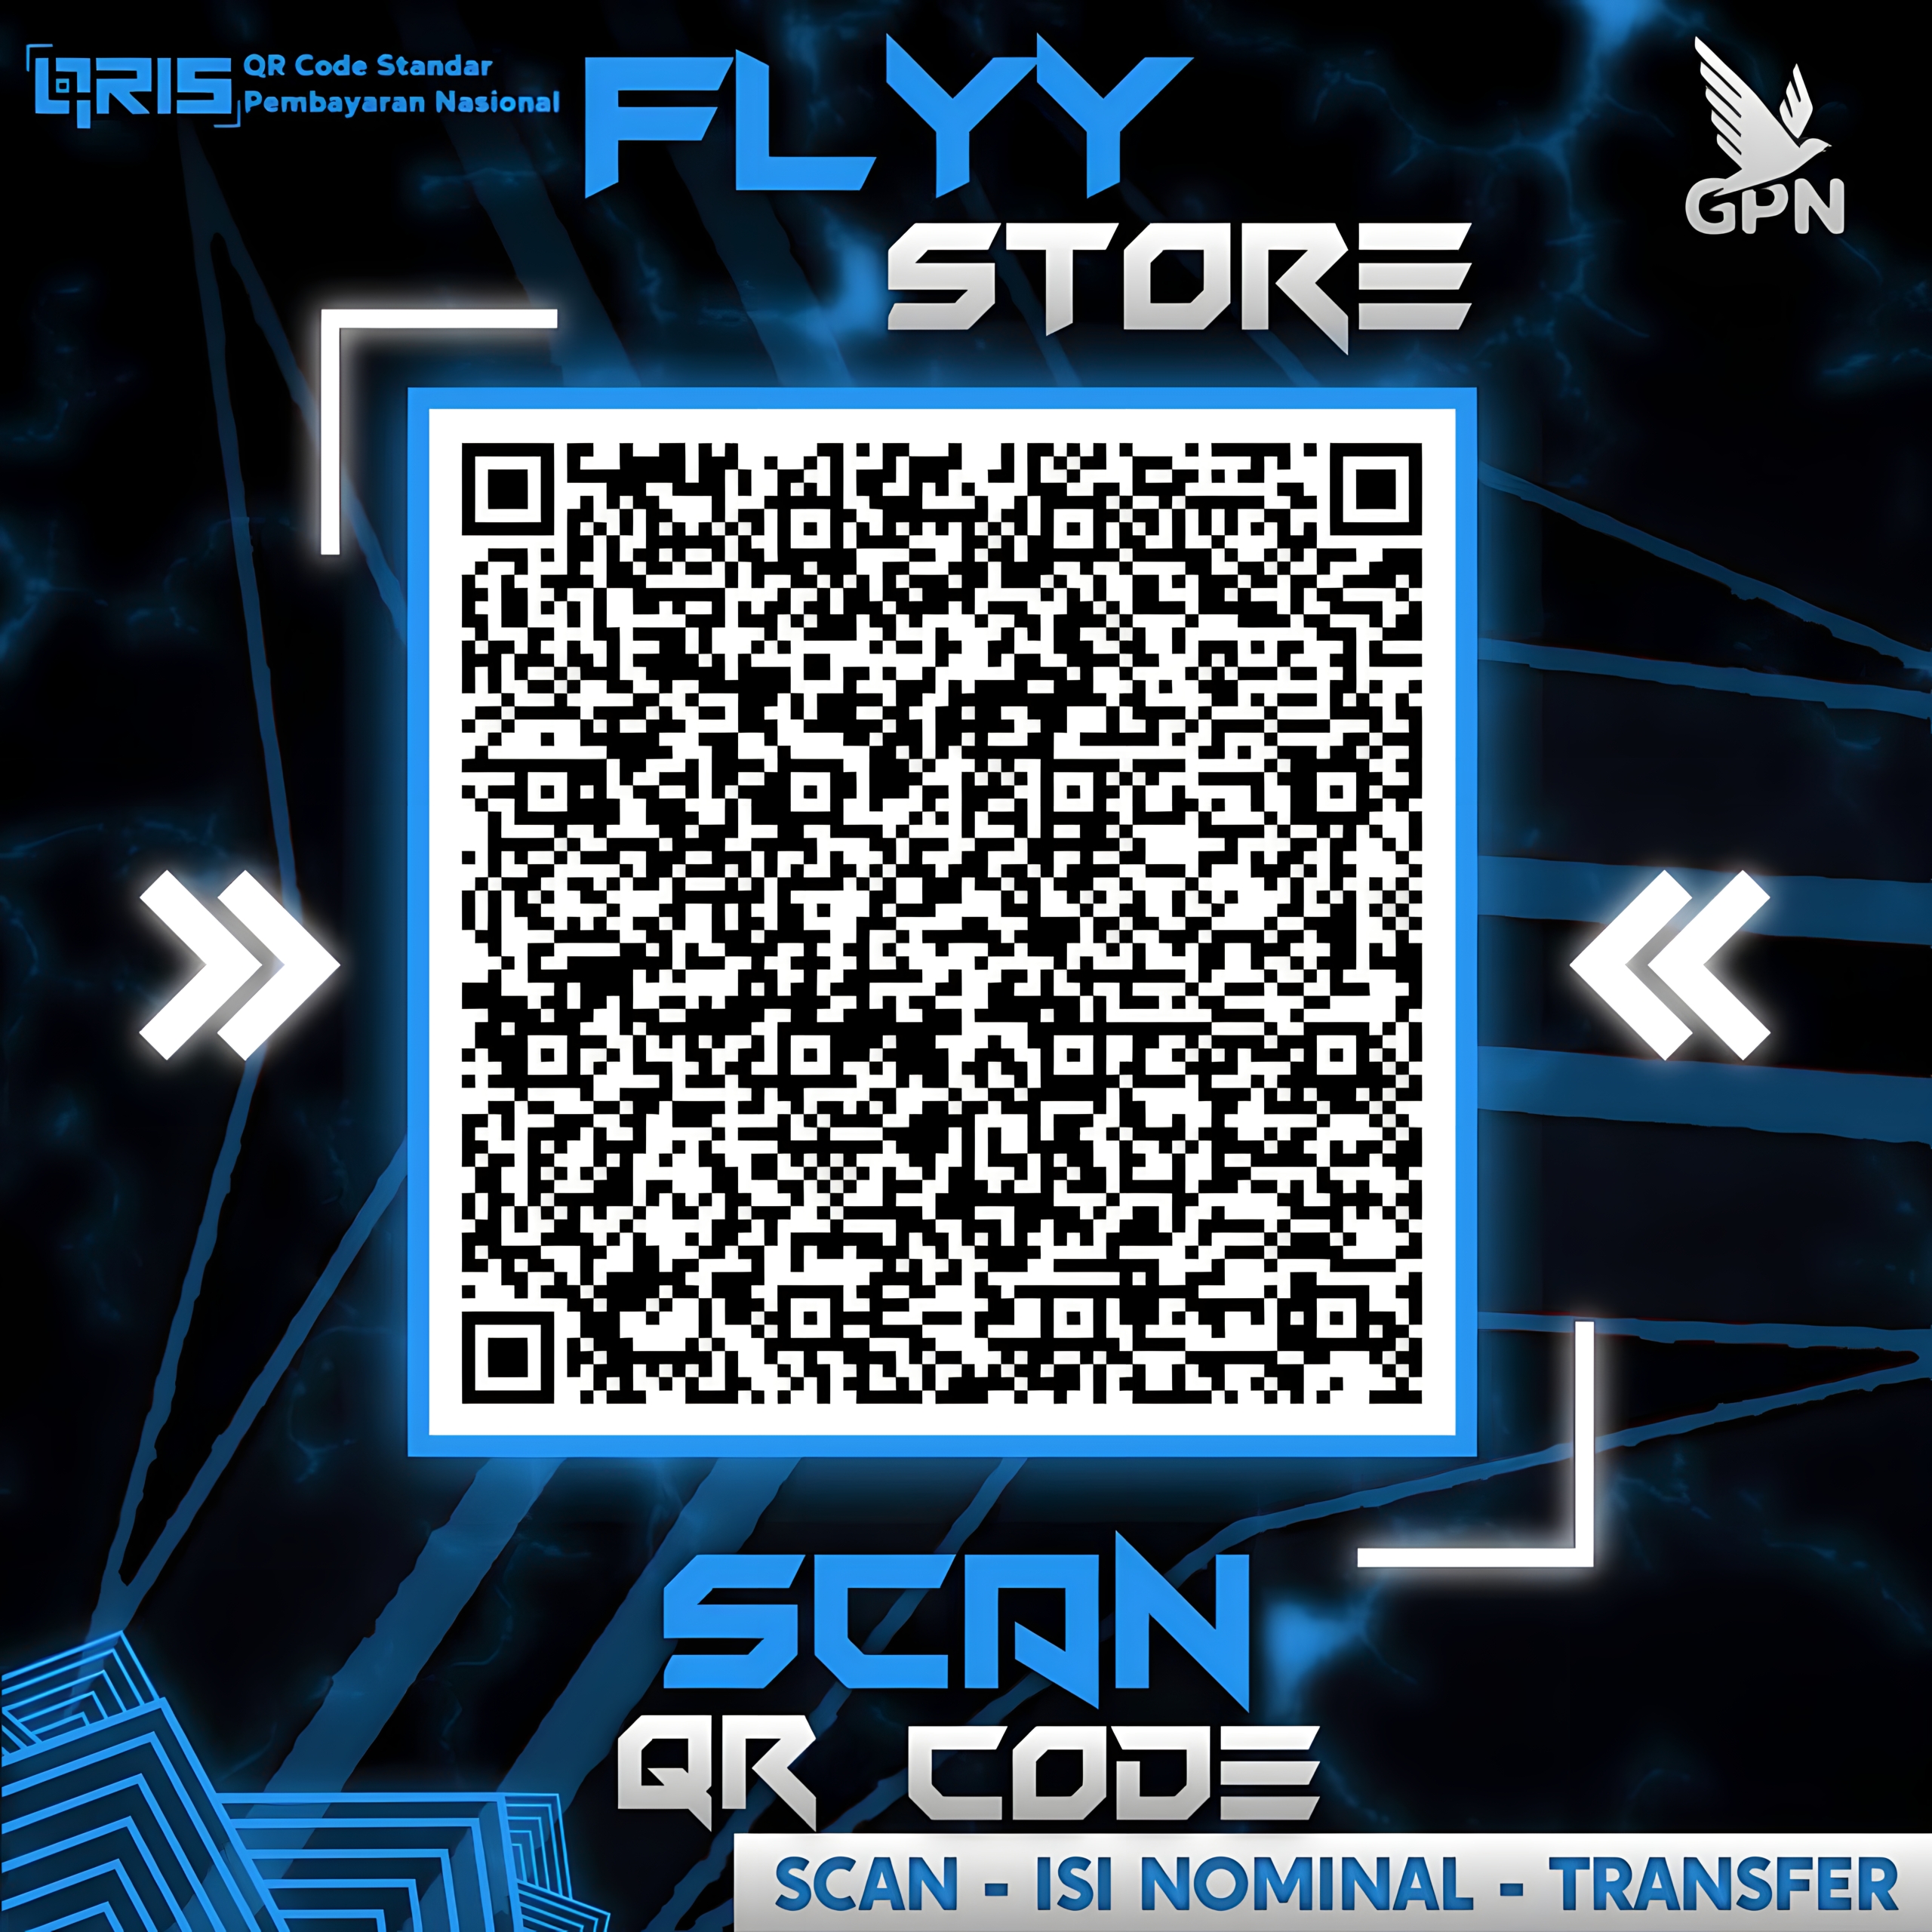 QRIS
QR Code Standar
Pembayaran Nasional
FLYY
STORE
GPN
SCAN
QR CODE
SCAN - ISI NOMINAL - TRANSFER